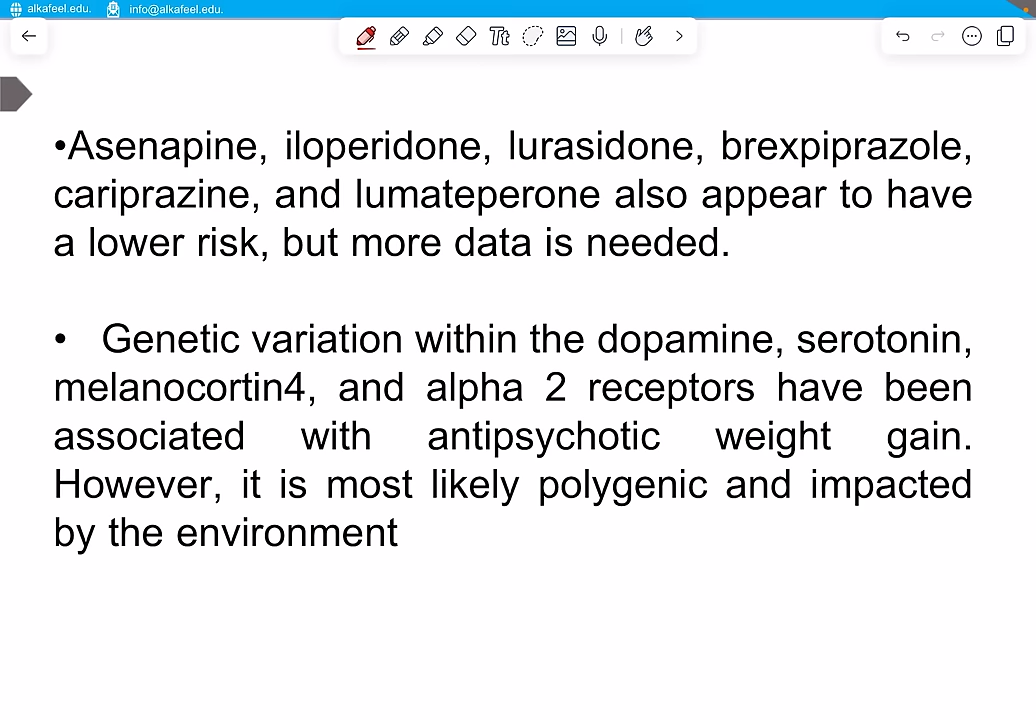 alkafeel.edu. info@alkafeel.edu.
Tt
•Asenapine, iloperidone, lurasidone, brexpiprazole,
cariprazine, and lumateperone also appear to have
a lower risk, but more data is needed.
• Genetic variation within the dopamine, serotonin,
melanocortin4, and alpha 2 receptors have been
associated with antipsychotic weight gain.
However, it is most likely polygenic and impacted
by the environment